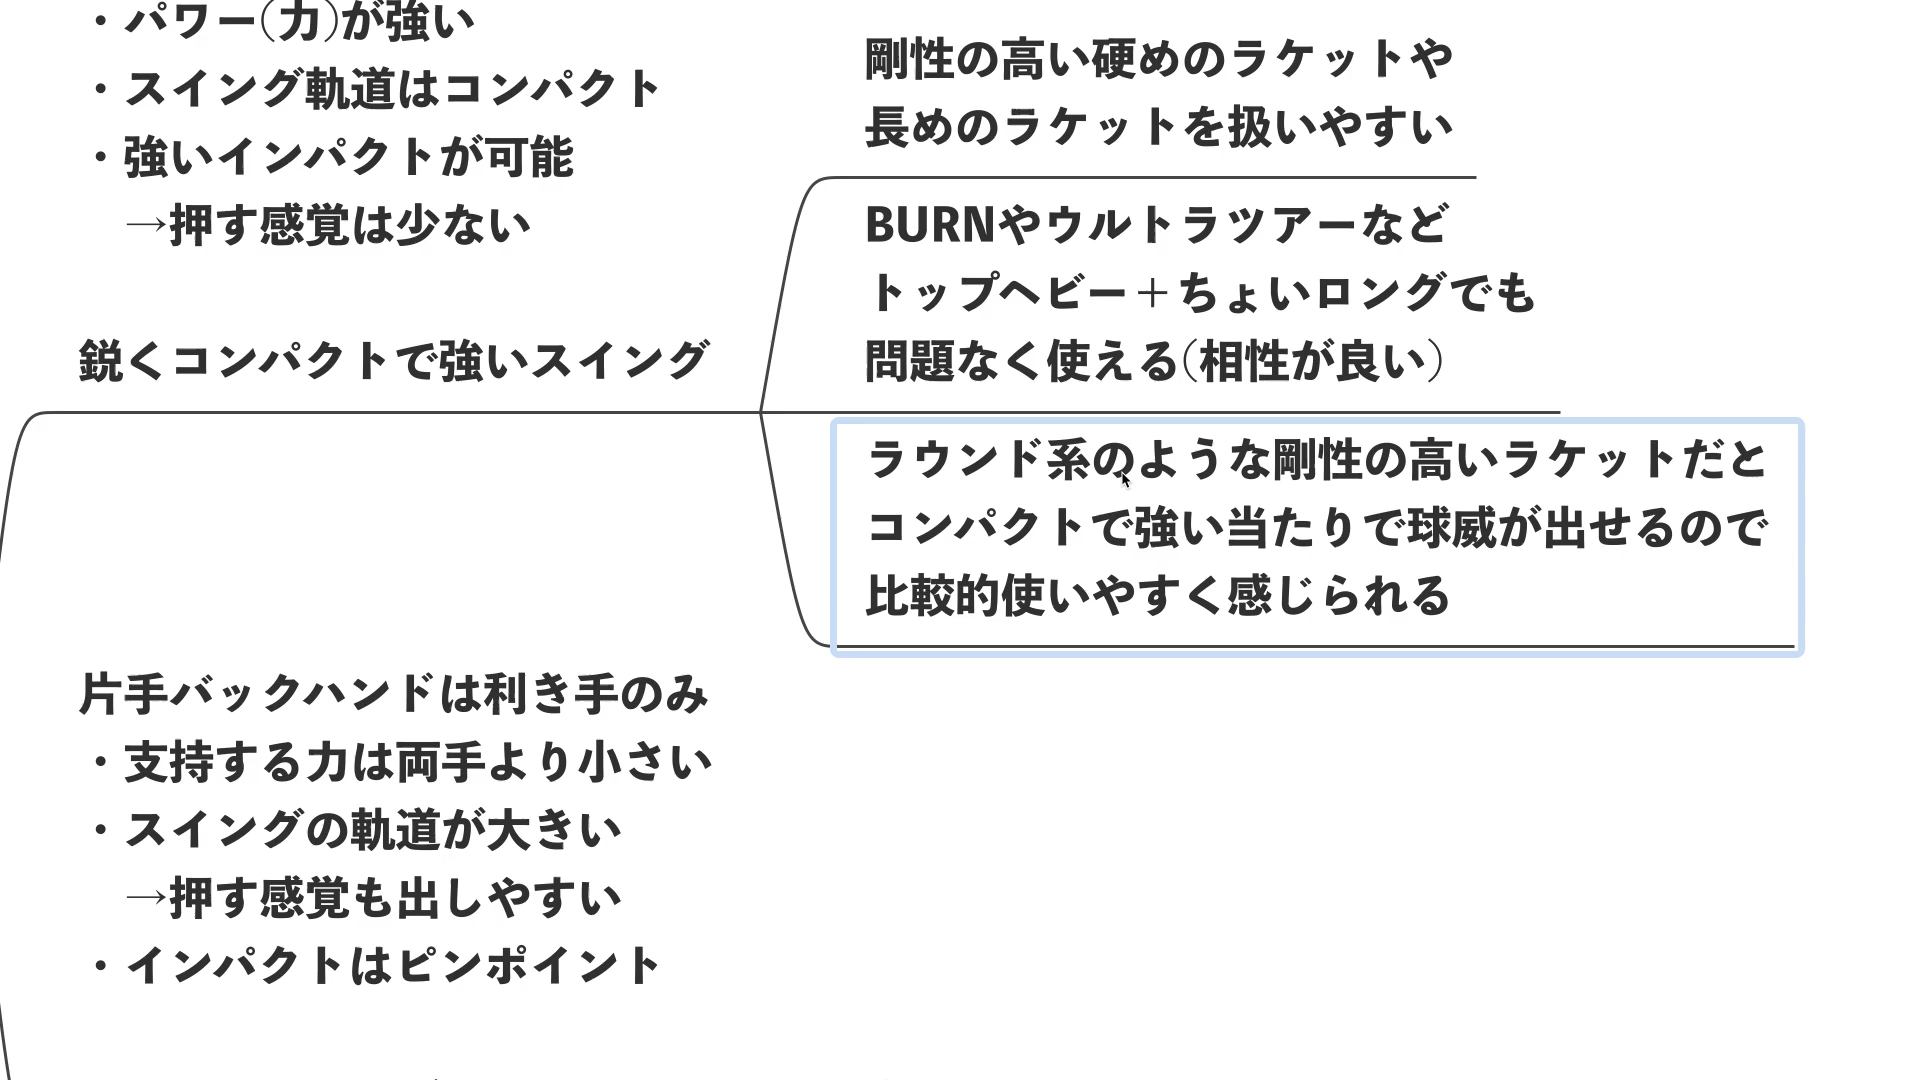 ・パワー(力)が強い
・スイング軌道はコンパクト
・強いインパクトが可能
→押す感覚は少ない
鋭くコンパクトで強いスイング
剛性の高い硬めのラケットや
長めのラケットを扱いやすい
BURNやウルトラツアーなど
トップヘビー＋ちょいロングでも
問題なく使える(相性が良い)
ラウンド系のような剛性の高いラケットだと
コンパクトで強い当たりで球威が出せるので
比較的使いやすく感じられる
片手バックハンドは利き手のみ
・支持する力は両手より小さい
・スイングの軌道が大きい
→押す感覚も出しやすい
・インパクトはピンポイント